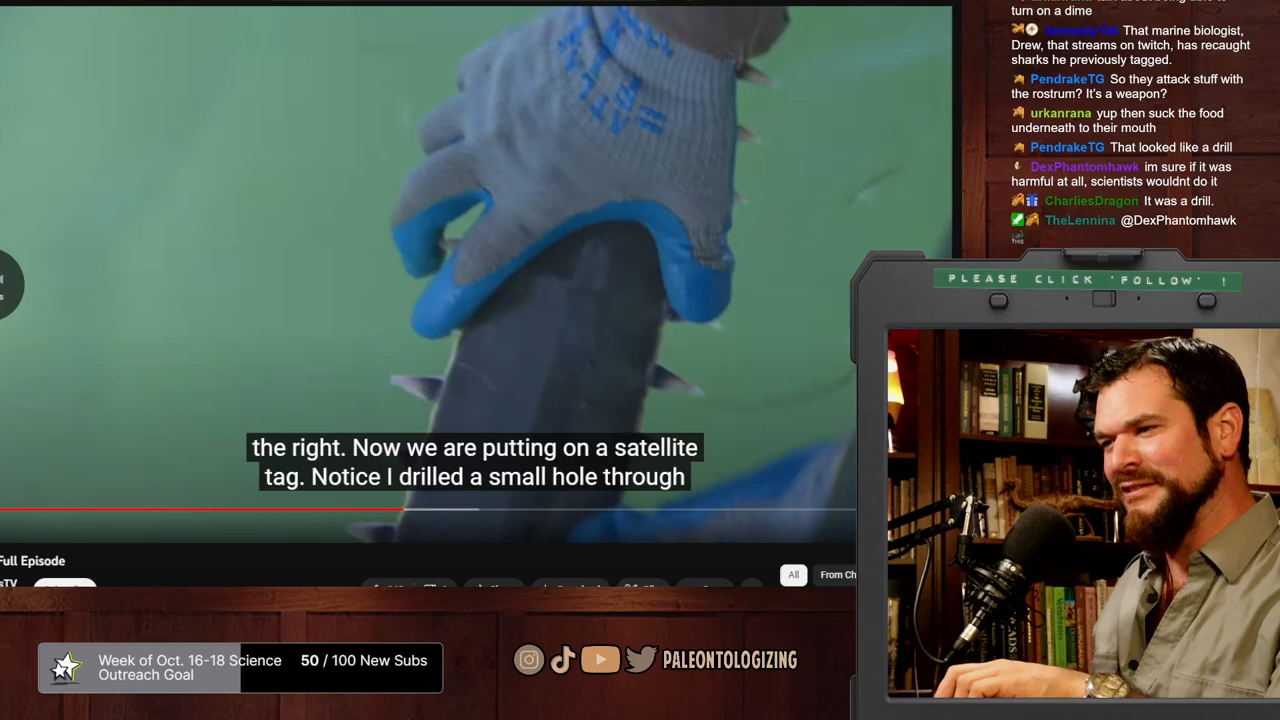 turn on a dime
kennedy104 That marine biologist,
Drew, that streams on twitch, has recaught
sharks he previously tagged.
PendrakeTG So they attack stuff with
the rostrum? It's a weapon?
urkanrana yup then suck the food
underneath to their mouth
PendrakeTG That looked like a drill
DexPhantomhawk im sure if it was
harmful at all, scientists wouldnt do it
CharliesDragon It was a drill.
TheLennina @DexPhantomhawk
THIS
PLEASE CLICK 'FOLLOW' !
the right. Now we are putting on a satellite
tag. Notice I drilled a small hole through
Full Episode
All
From Ch
Week of Oct. 16-18 Science
Outreach Goal
50 / 100 New Subs
PALEONTOLOGIZING